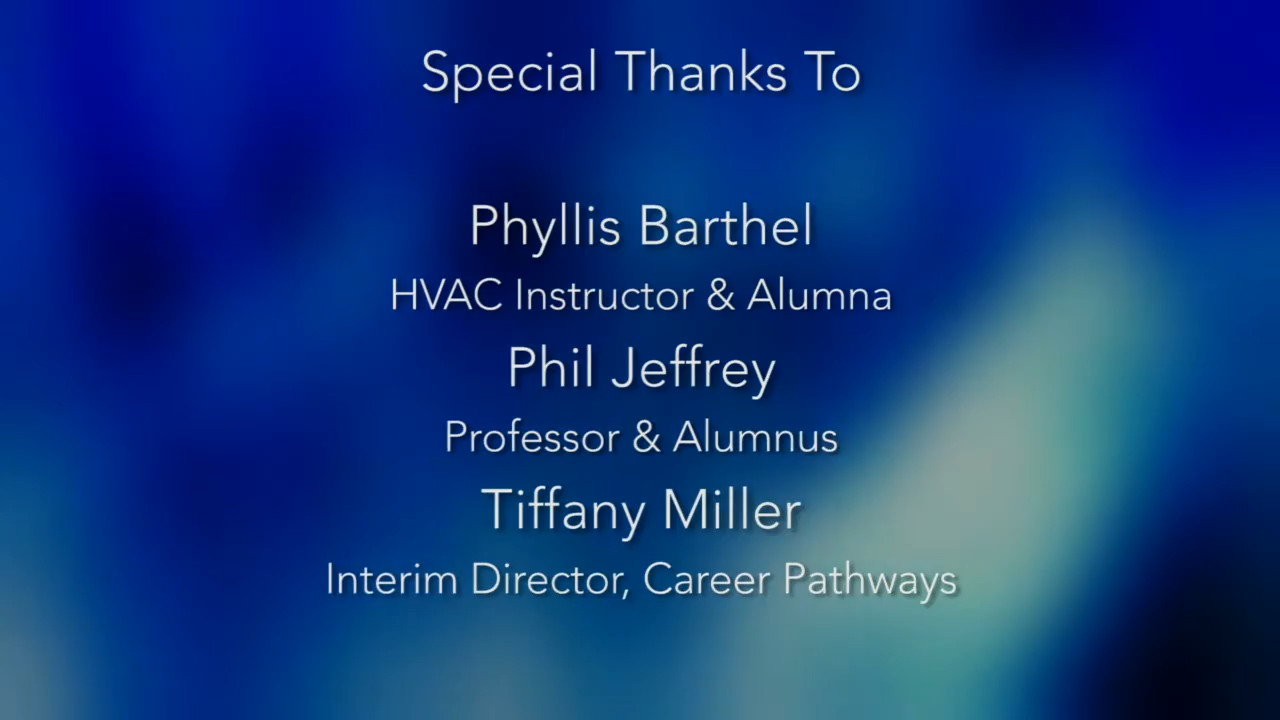 Special Thanks To
Phyllis Barthel
HVAC Instructor & Alumna
Phil Jeffrey
Professor & Alumnus
Tiffany Miller
Interim Director, Career Pathways